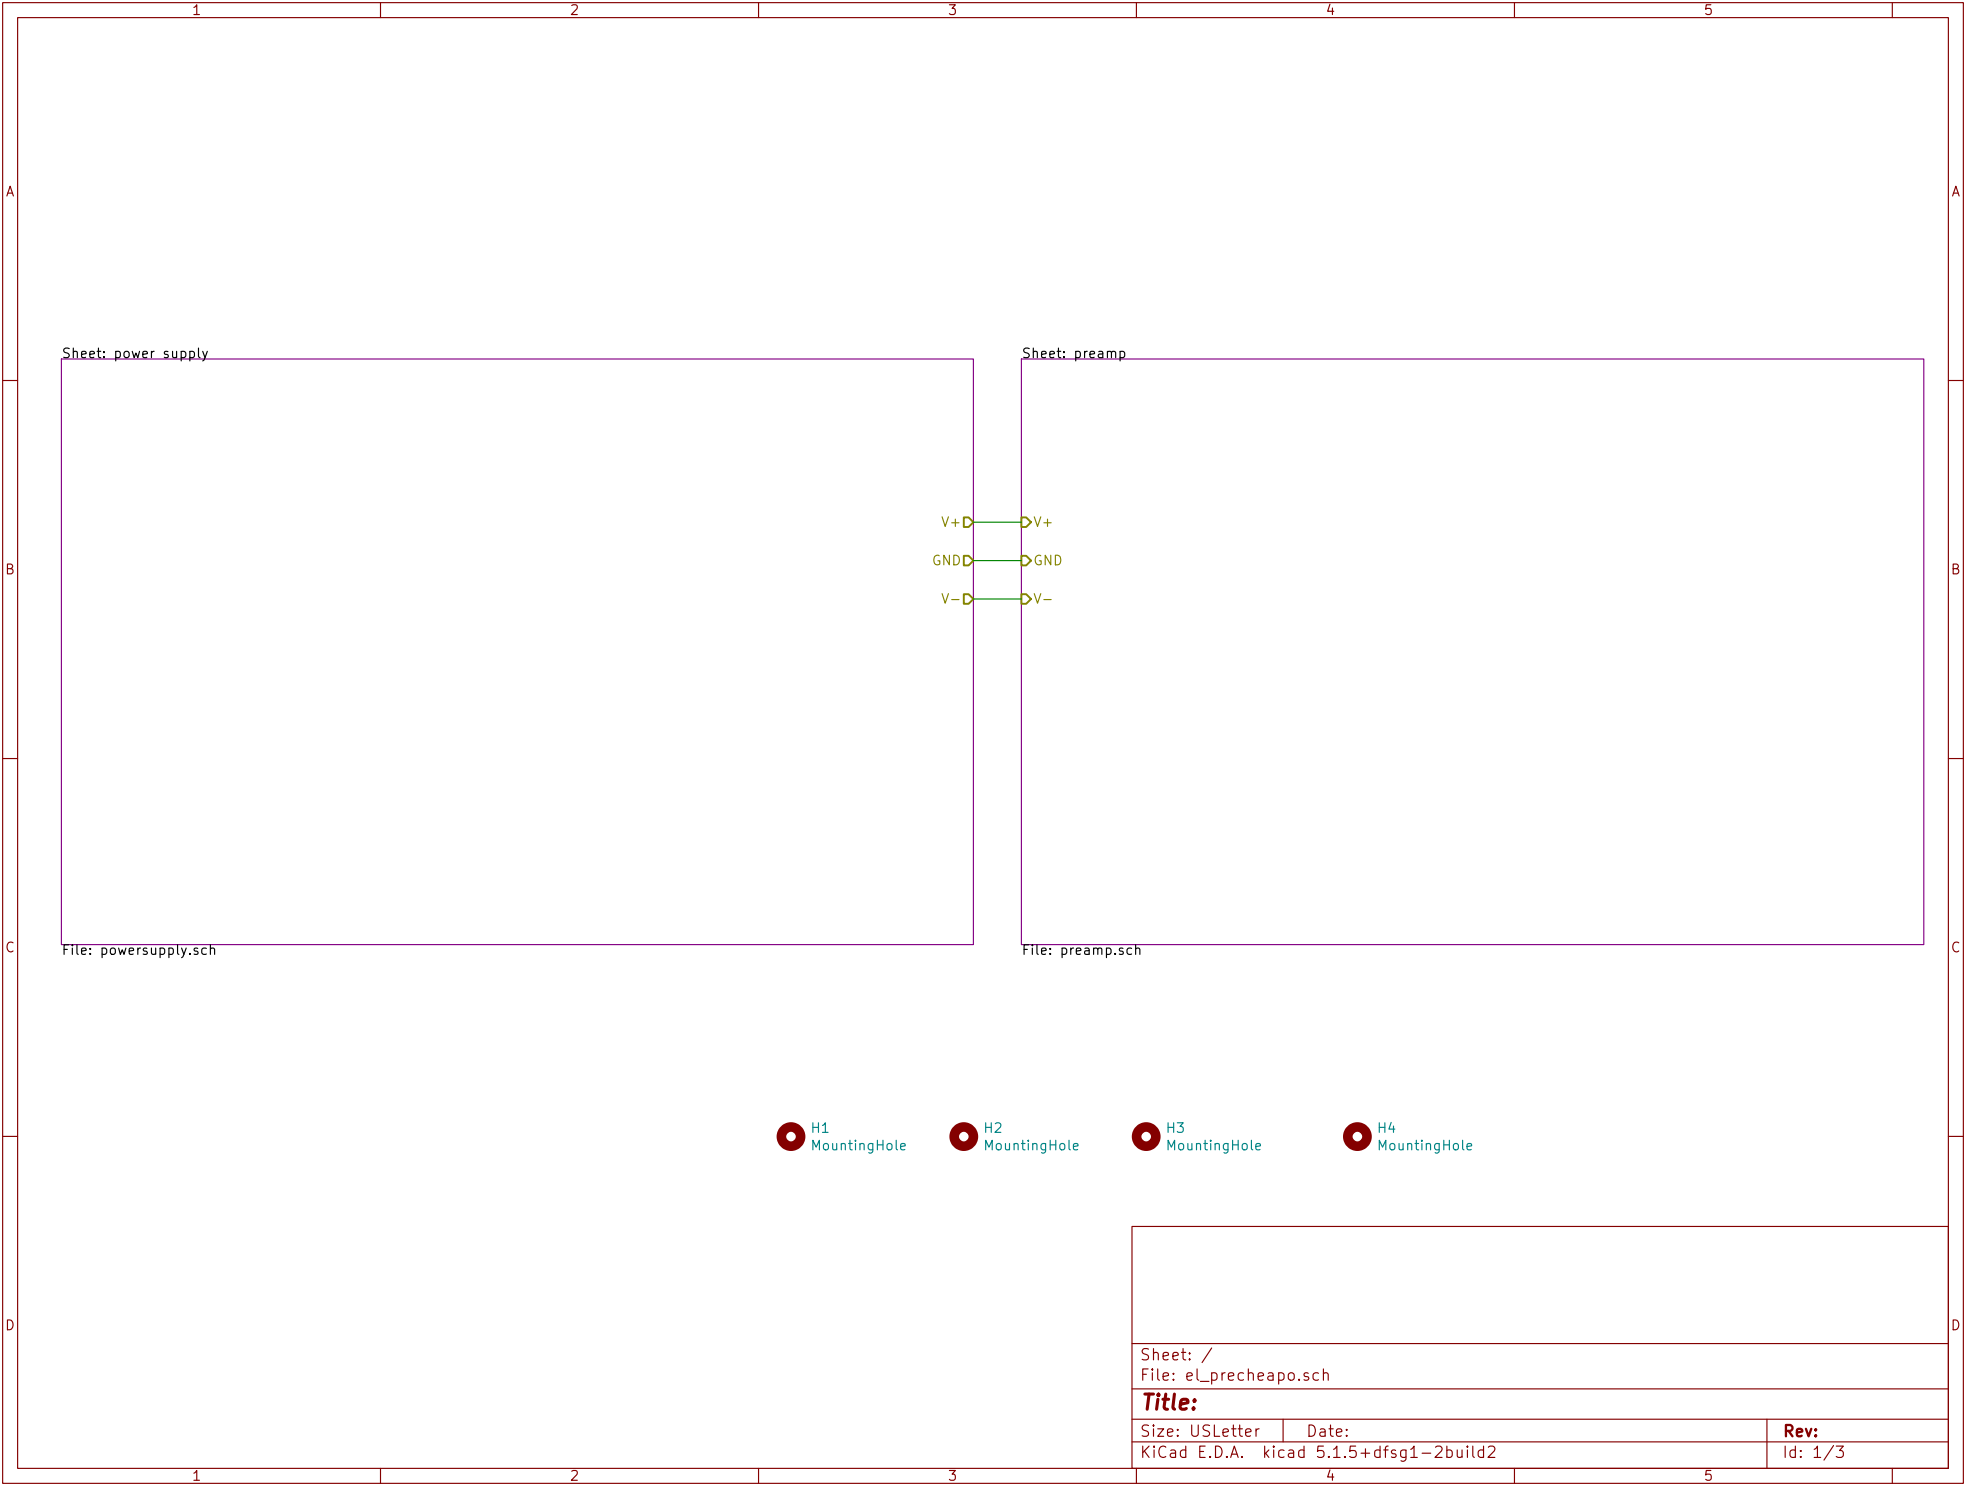 1 2 3 4 5
A A
Sheet: power supply Sheet: preamp
V+ V+
GND GND
B B
V- V-
C C
File: powersupply.sch File: preamp.sch
H1 H2 H3 H4
MountingHole MountingHole MountingHole MountingHole
D D
Sheet: /
File: el_precheapo.sch
Title:
Size: USLetter Date: Rev:
KiCad E.D.A. kicad 5.1.5+dfsg1-2build2 Id: 1/3
1 2 3 4 5